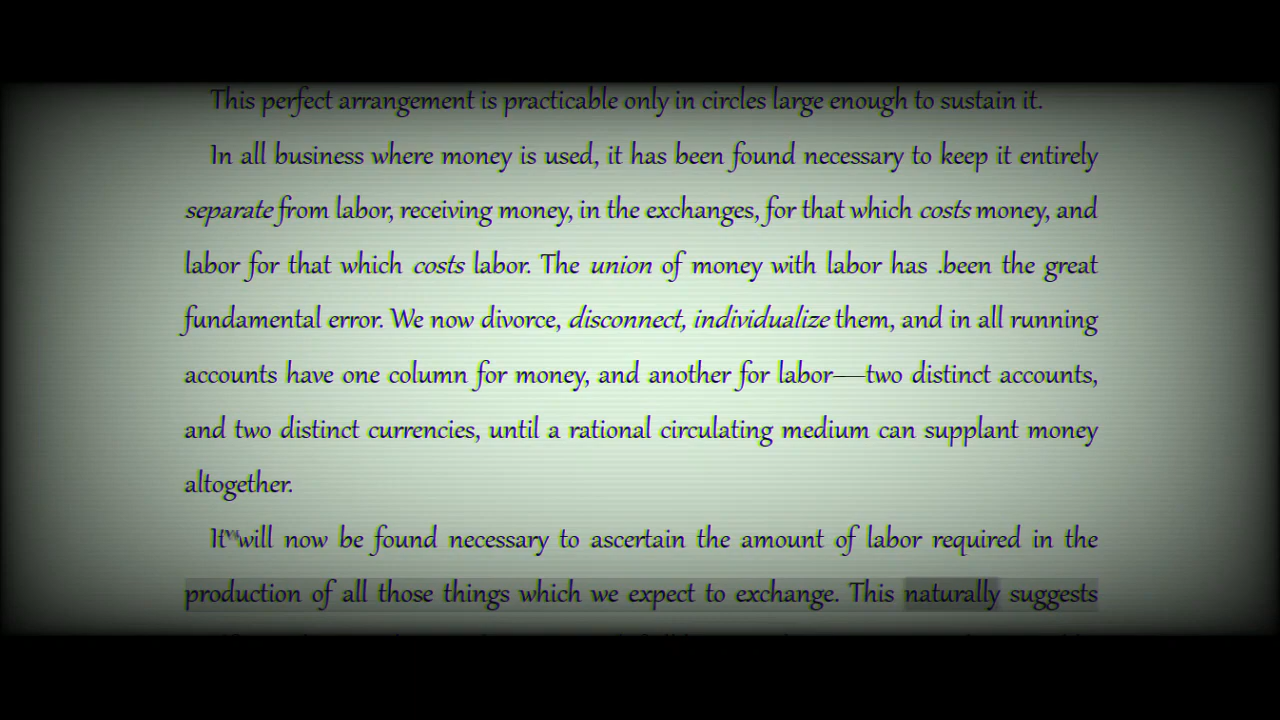 This perfect arrangement is practicable only in circles large enough to sustain it.
In all business where money is used, it has been found necessary to keep it entirely
separate from labor, receiving money, in the exchanges, for that which costs money, and
labor for that which costs labor. The union of money with labor has .been the great
fundamental error. We now divorce, disconnect, individualize them, and in all running
accounts have one column for money, and another for labor—two distinct accounts,
and two distinct currencies, until a rational circulating medium can supplant money
altogether.
It will now be found necessary to ascertain the amount of labor required in the
production of all those things which we expect to exchange. This naturally suggests